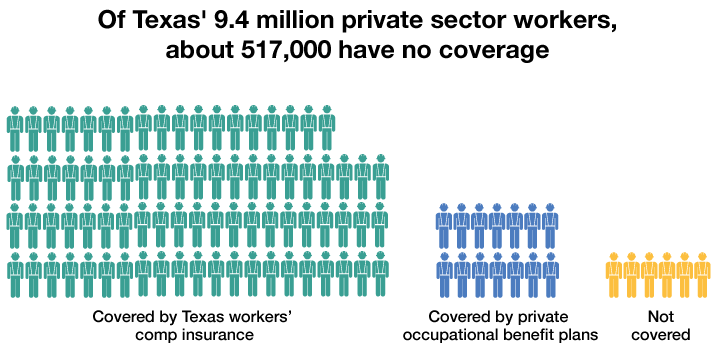 Of Texas' 9.4 million private sector workers,
about 517,000 have no coverage
Covered by Texas workers’
comp insurance
Covered by private
occupational benefit plans
Not
covered